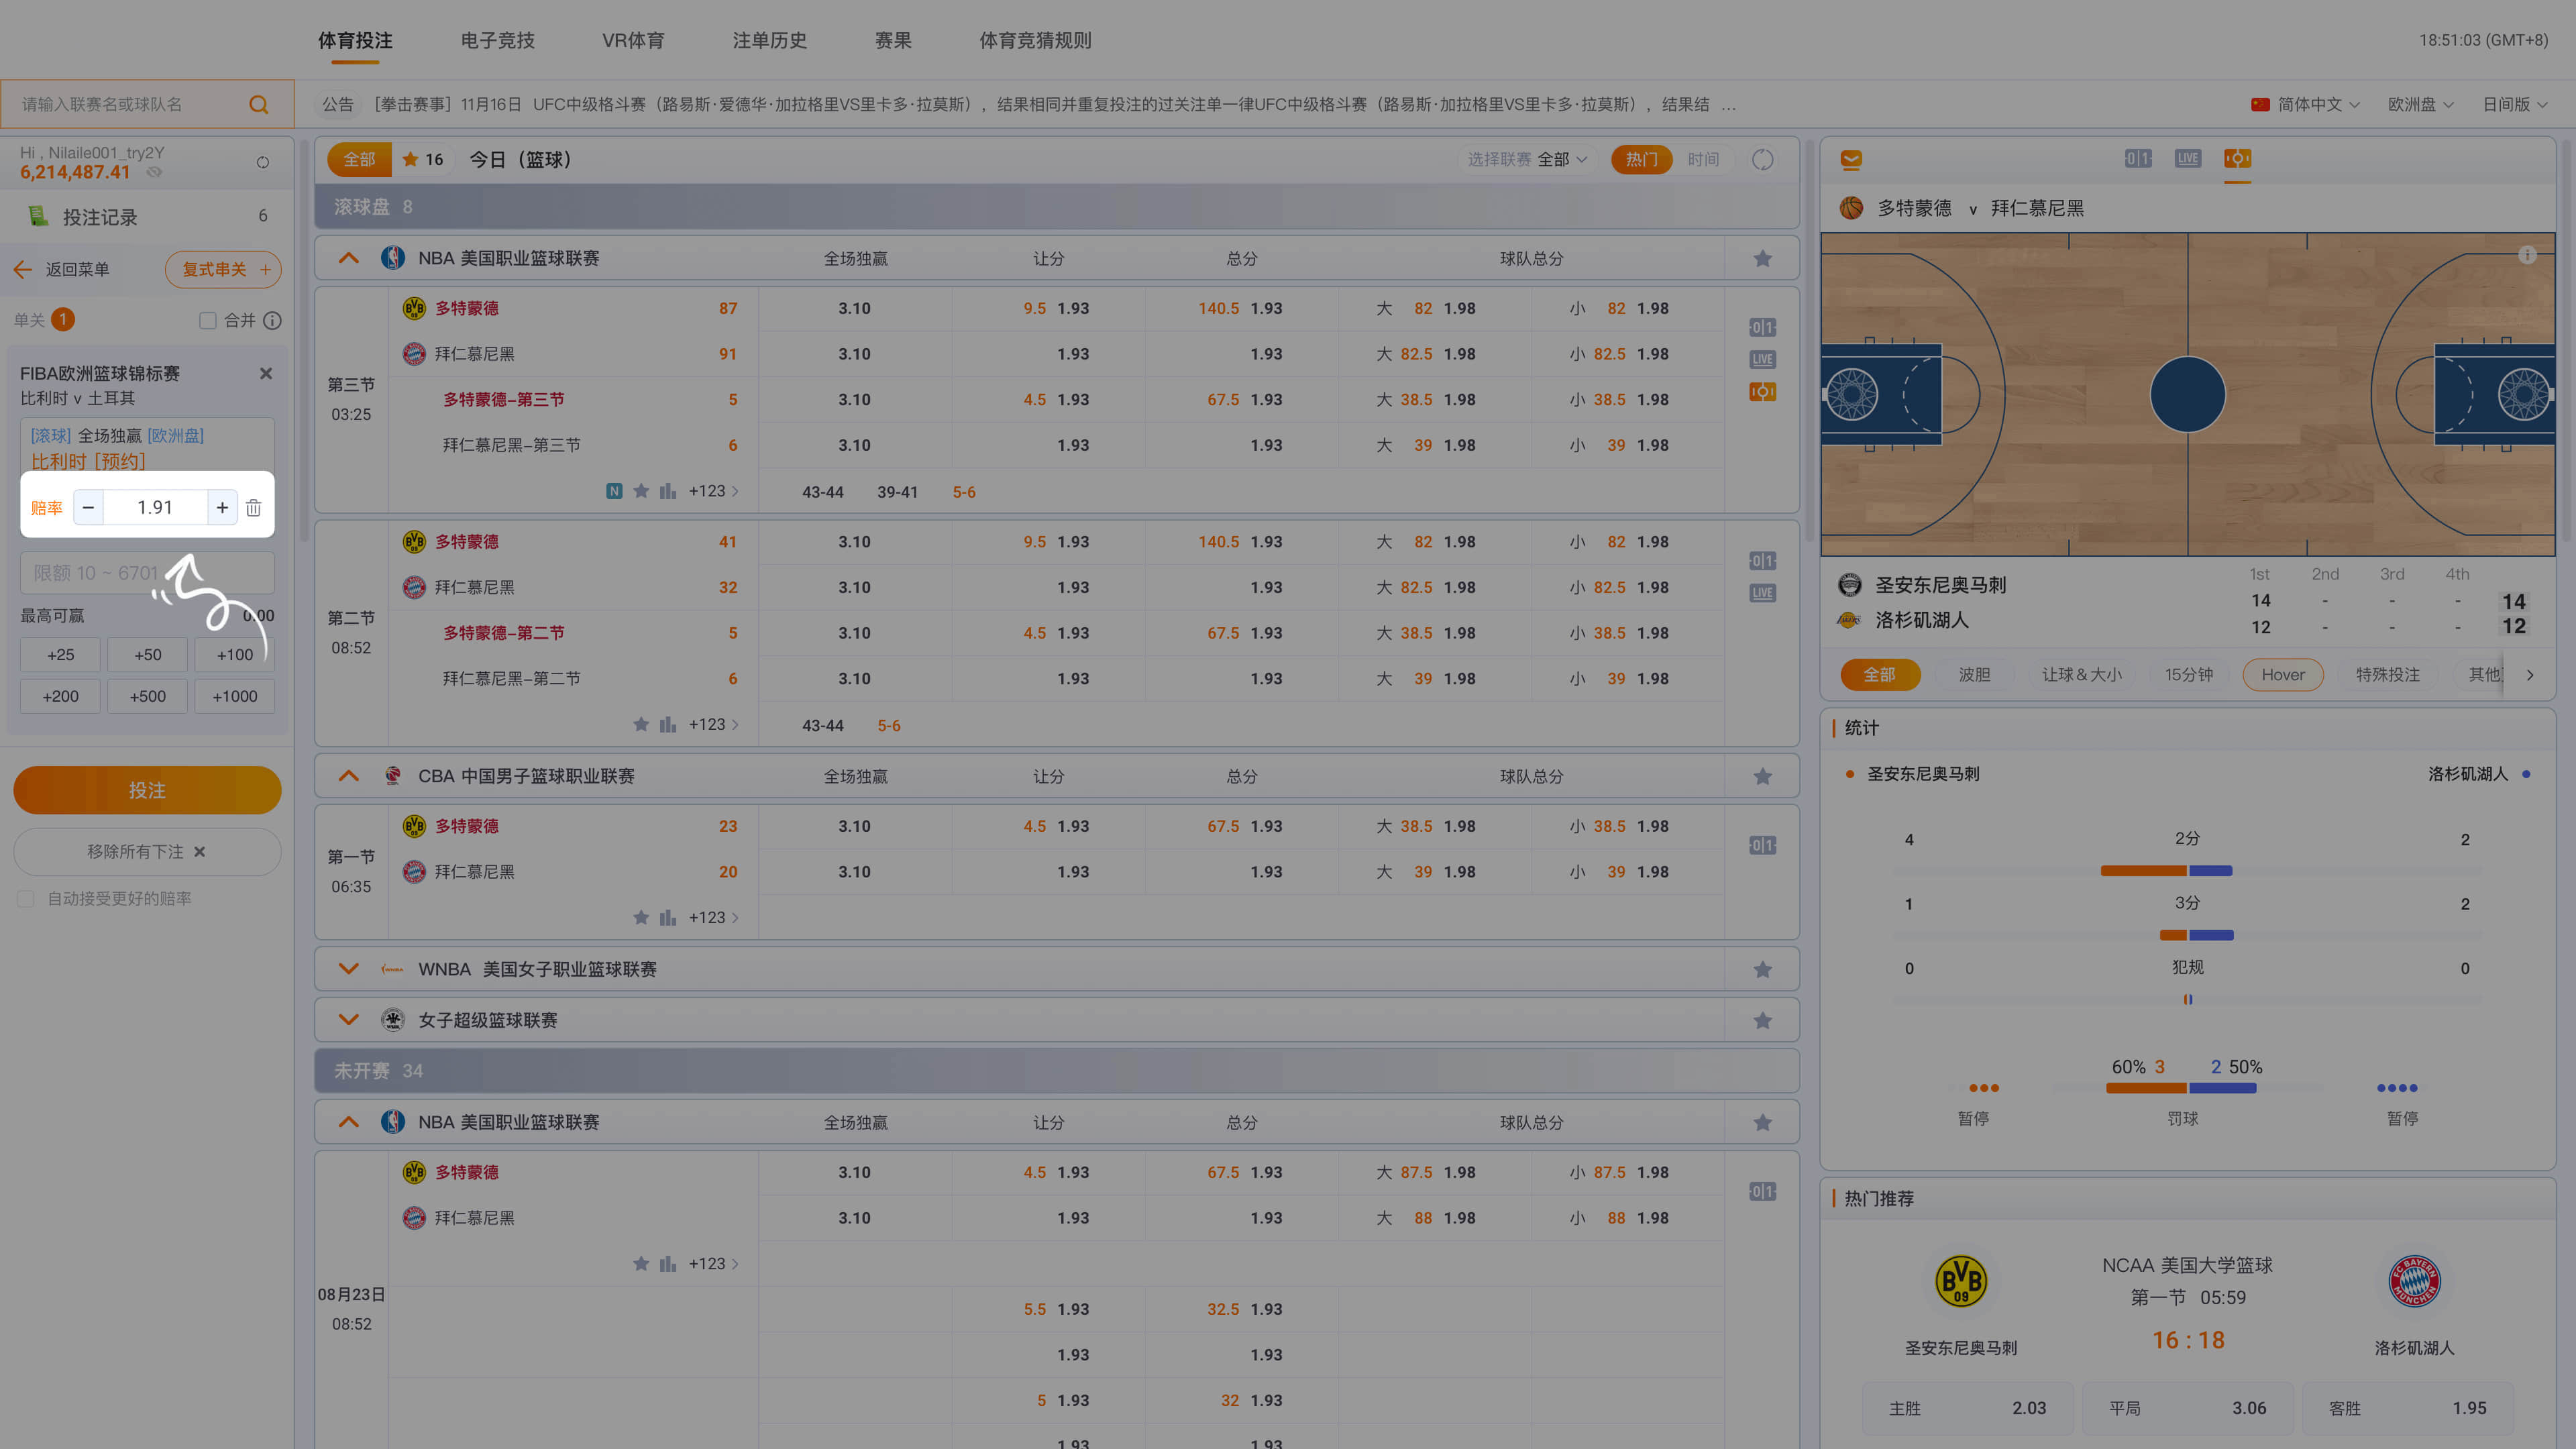 体育投注 电子竞技 VR体育 注单历史 赛果 体育竞猜规则 18:51:03 (GMT+8)
请输入联赛名或球队名
公告 [拳击赛事] 11月16日 UFC中级格斗赛（路易斯·爱德华·加拉格里VS里卡多·拉莫斯），结果相同并重复投注的过关注单一律UFC中级格斗赛（路易斯·加拉格里VS里卡多·拉莫斯），结果结 …
简体中文 欧洲盘 日间版
Hi , Nilaile001_try2Y
6,214,487.41
投注记录 6
返回菜单 复式串关 +
单关 1 合并
FIBA欧洲篮球锦标赛
比利时 v 土耳其
[滚球] 全场独赢 [欧洲盘]
比利时 [预约]
赔率 − 1.91 +
限额 10 ~ 6701
最高可赢 0.00
+25 +50 +100
+200 +500 +1000
投注
移除所有下注
自动接受更好的赔率
全部 16 今日（篮球） 选择联赛 全部 热门 时间
滚球盘 8
NBA 美国职业篮球联赛 全场独赢 让分 总分 球队总分
第三节
03:25
多特蒙德 87 3.10 9.5 1.93 140.5 1.93 大 82 1.98 小 82 1.98
拜仁慕尼黑 91 3.10 1.93 1.93 大 82.5 1.98 小 82.5 1.98
多特蒙德-第三节 5 3.10 4.5 1.93 67.5 1.93 大 38.5 1.98 小 38.5 1.98
拜仁慕尼黑-第三节 6 3.10 1.93 1.93 大 39 1.98 小 39 1.98
N +123 43-44 39-41 5-6
0|1
LIVE
第二节
08:52
多特蒙德 41 3.10 9.5 1.93 140.5 1.93 大 82 1.98 小 82 1.98
拜仁慕尼黑 32 3.10 1.93 1.93 大 82.5 1.98 小 82.5 1.98
多特蒙德-第二节 5 3.10 4.5 1.93 67.5 1.93 大 38.5 1.98 小 38.5 1.98
拜仁慕尼黑-第二节 6 3.10 1.93 1.93 大 39 1.98 小 39 1.98
+123 43-44 5-6
0|1
LIVE
CBA 中国男子篮球职业联赛 全场独赢 让分 总分 球队总分
第一节
06:35
多特蒙德 23 3.10 4.5 1.93 67.5 1.93 大 38.5 1.98 小 38.5 1.98
拜仁慕尼黑 20 3.10 1.93 1.93 大 39 1.98 小 39 1.98
+123
0|1
WNBA 美国女子职业篮球联赛
女子超级篮球联赛
未开赛 34
NBA 美国职业篮球联赛 全场独赢 让分 总分 球队总分
08月23日
08:52
多特蒙德 3.10 4.5 1.93 67.5 1.93 大 87.5 1.98 小 87.5 1.98
拜仁慕尼黑 3.10 1.93 1.93 大 88 1.98 小 88 1.98
+123
0|1
5.5 1.93 32.5 1.93
1.93 1.93
5 1.93 32 1.93
1.93 1.93
0|1 LIVE
多特蒙德 v 拜仁慕尼黑
1st 2nd 3rd 4th
圣安东尼奥马刺 14 - - - 14
洛杉矶湖人 12 - - - 12
全部 波胆 让球＆大小 15分钟 Hover 特殊投注 其他
统计
圣安东尼奥马刺 洛杉矶湖人
4 2分 2
1 3分 2
0 犯规 0
60% 3 2 50%
暂停 罚球 暂停
热门推荐
BVB 09
NCAA 美国大学篮球
第一节 05:59
FC BAYERN MÜNCHEN
16 : 18
圣安东尼奥马刺 洛杉矶湖人
主胜 2.03 平局 3.06 客胜 1.95